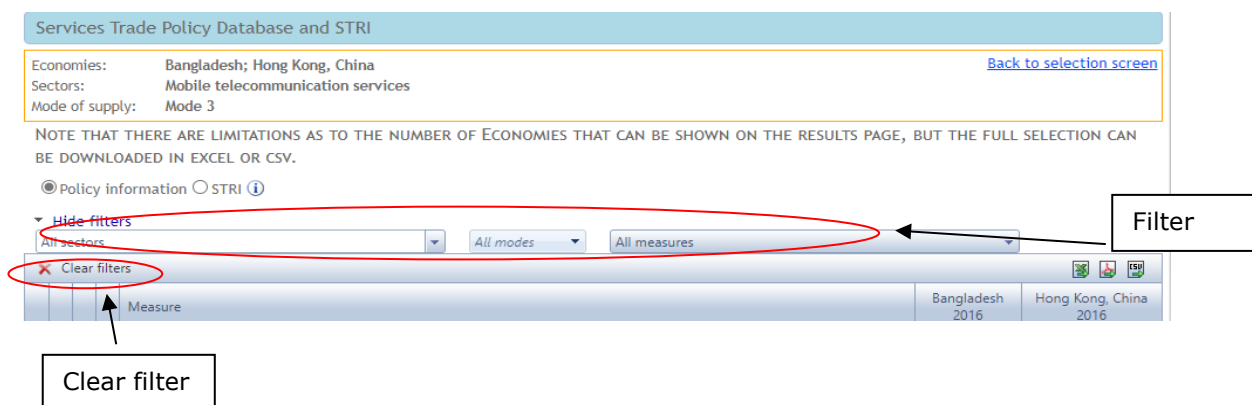 Services Trade Policy Database and STRI
Economies: Bangladesh; Hong Kong, China Back to selection screen
Sectors: Mobile telecommunication services
Mode of supply: Mode 3
NOTE THAT THERE ARE LIMITATIONS AS TO THE NUMBER OF ECONOMIES THAT CAN BE SHOWN ON THE RESULTS PAGE, BUT THE FULL SELECTION CAN
BE DOWNLOADED IN EXCEL OR CSV.
Policy information STRI i
Hide filters
All sectors All modes All measures
Filter
Clear filters CSV
Measure Bangladesh 2016 Hong Kong, China 2016
Clear filter